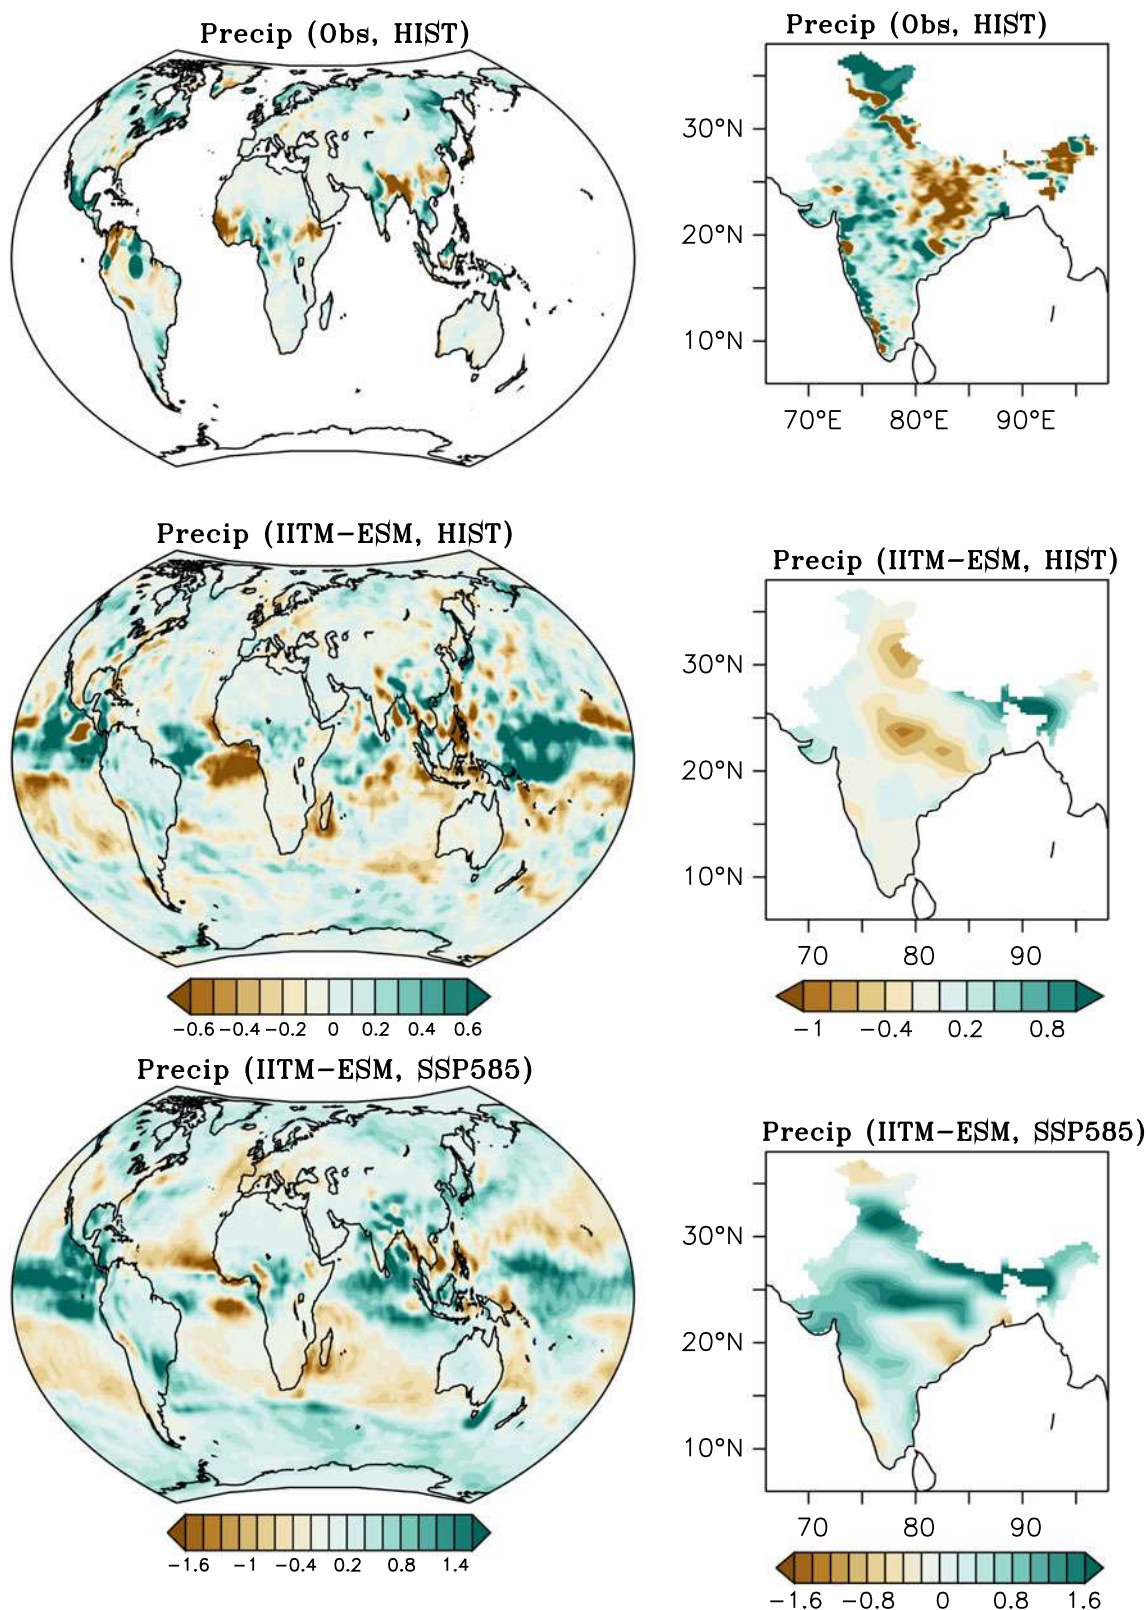 Precip (Obs, HIST)
Precip (Obs, HIST)
30°N
20°N
10°N
70°E 80°E 90°E
Precip (IITM-ESM, HIST)
Precip (IITM-ESM, HIST)
30°N
20°N
10°N
70 80 90
-0.6 -0.4 -0.2 0 0.2 0.4 0.6
-1 -0.4 0.2 0.8
Precip (IITM-ESM, SSP585)
Precip (IITM-ESM, SSP585)
30°N
20°N
10°N
70 80 90
-1.6 -1 -0.4 0.2 0.8 1.4
-1.6 -0.8 0 0.8 1.6